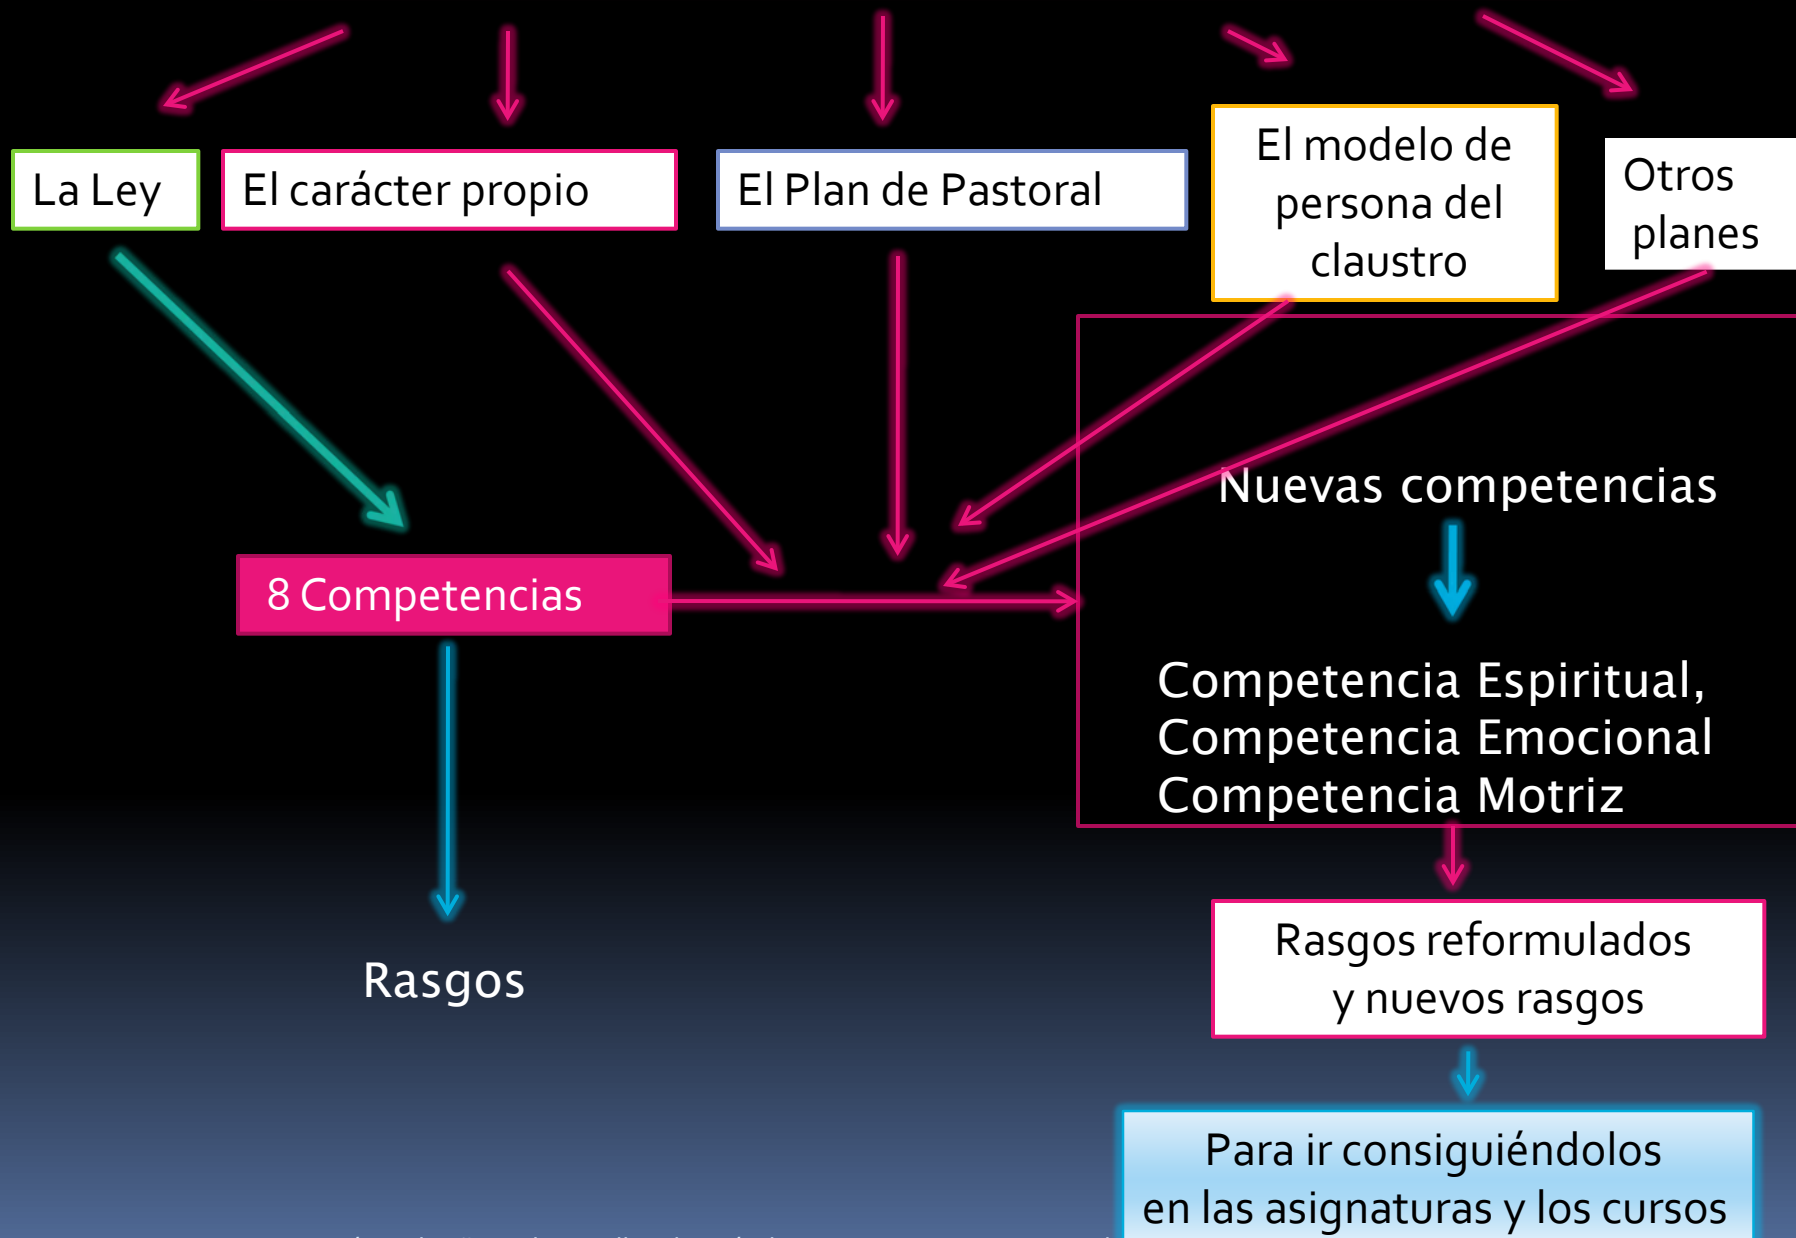 La Ley
El carácter propio
El Plan de Pastoral
El modelo de
persona del
claustro
Otros
planes
Nuevas competencias
8 Competencias
Competencia Espiritual,
Competencia Emocional
Competencia Motriz
Rasgos reformulados
y nuevos rasgos
Rasgos
Para ir consiguiéndolos
en las asignaturas y los cursos